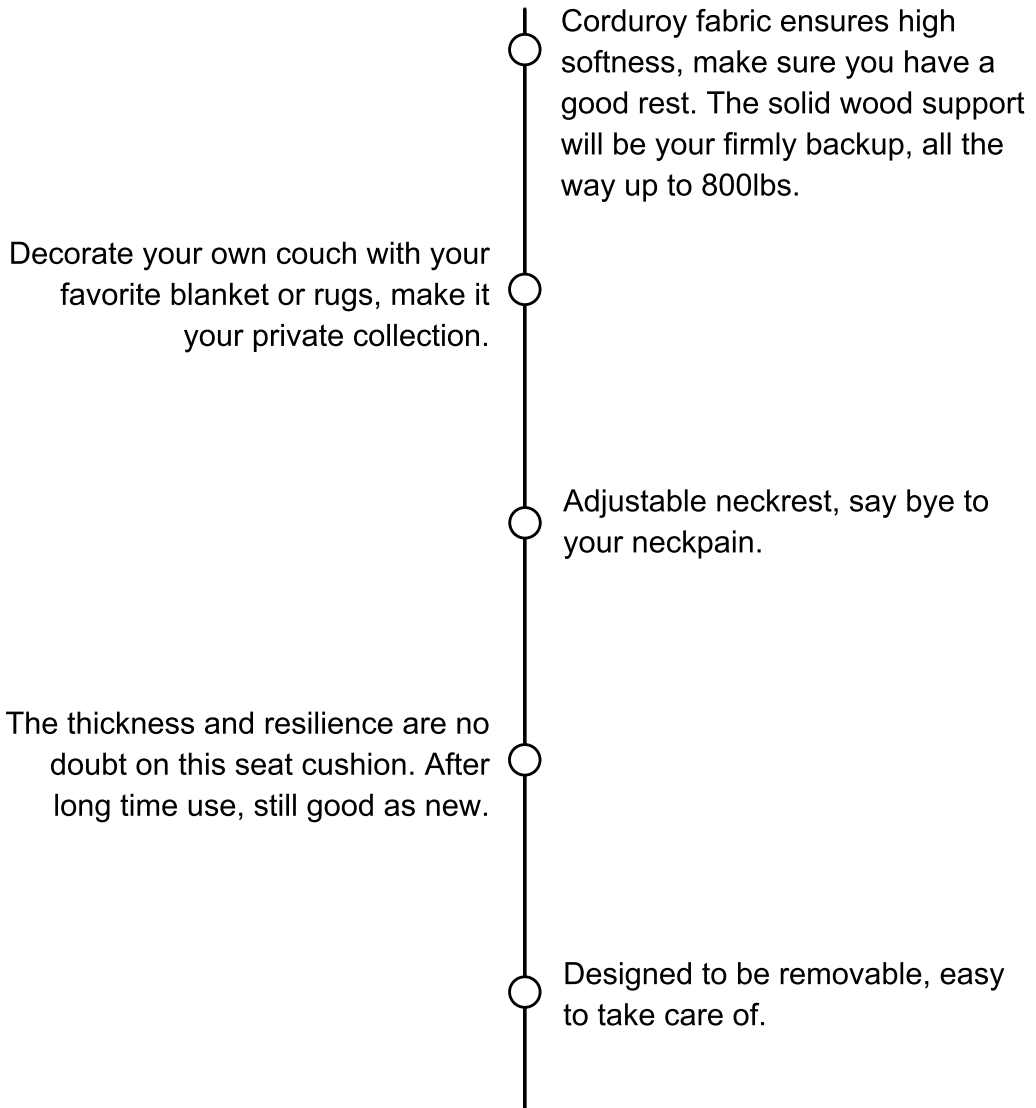 Corduroy fabric ensures high
softness, make sure you have a
good rest. The solid wood support
will be your firmly backup, all the
way up to 800lbs.
Decorate your own couch with your
favorite blanket or rugs, make it
your private collection.
Adjustable neckrest, say bye to
your neckpain.
The thickness and resilience are no
doubt on this seat cushion. After
long time use, still good as new.
Designed to be removable, easy
to take care of.